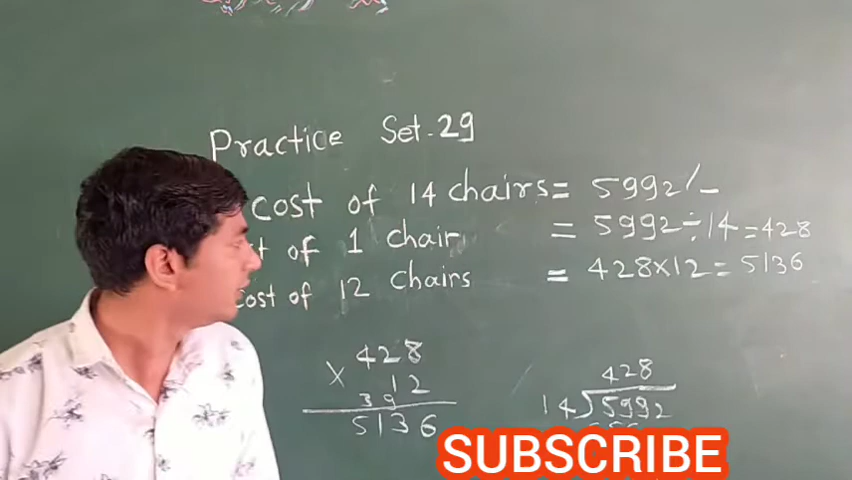 Practice Set-29
cost of 14 chairs = 5992/-
of 1 chair = 5992÷14=428
cost of 12 chairs = 428×12=5136
428
× 12
39
5136
428
14)5992
SUBSCRIBE